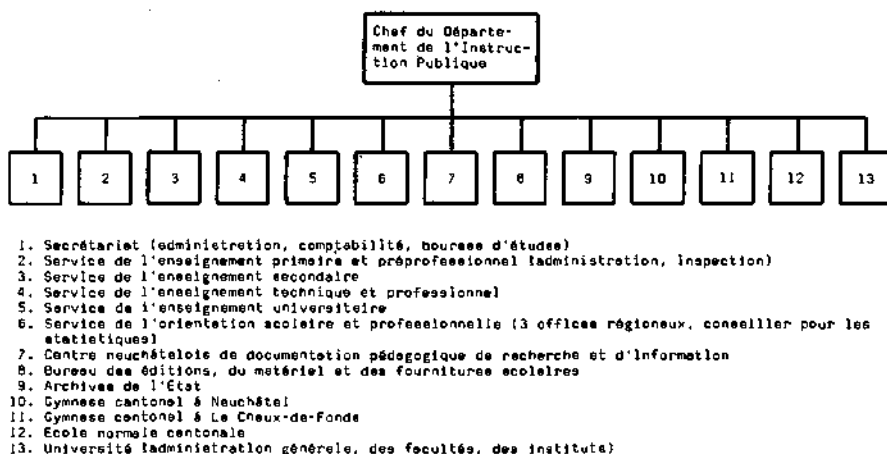 Chef du Départe-
ment de l'Instruc-
tion Publique
1 2 3 4 5 6 7 8 9 10 11 12 13
1. Secrétariat (administration, comptabilité, bourses d'études)
2. Service de l'enseignement primaire et préprofessionnel (administration, inspection)
3. Service de l'enseignement secondaire
4. Service de l'enseignement technique et professionnel
5. Service de l'enseignement universitaire
6. Service de l'orientation scolaire et professionnelle (3 offices régionaux, conseiller pour les
statistiques)
7. Centre neuchâtelois de documentation pédagogique de recherche et d'information
8. Bureau des éditions, du matériel et des fournitures scolaires
9. Archives de l'État
10. Gymnase cantonal à Neuchâtel
11. Gymnase cantonal à La Chaux-de-Fonds
12. Ecole normale cantonale
13. Université (administration générale, des facultés, des instituts)